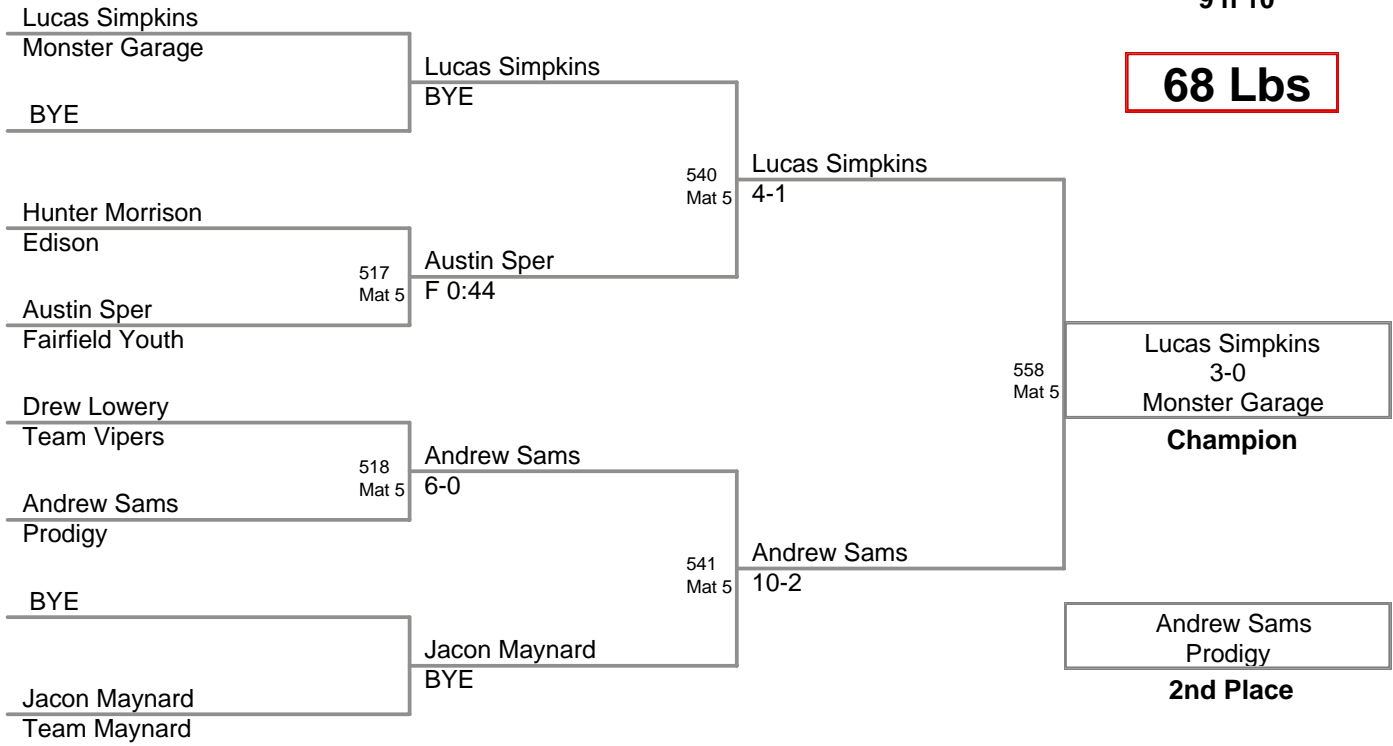 9 n 10
68 Lbs
Lucas Simpkins
Monster Garage
BYE
Hunter Morrison
Edison
Austin Sper
Fairfield Youth
Drew Lowery
Team Vipers
Andrew Sams
Prodigy
BYE
Jacon Maynard
Team Maynard
Lucas Simpkins
BYE
517
Mat 5
Austin Sper
F 0:44
518
Mat 5
Andrew Sams
6-0
Jacon Maynard
BYE
540
Mat 5
Lucas Simpkins
4-1
541
Mat 5
Andrew Sams
10-2
558
Mat 5
Lucas Simpkins
3-0
Monster Garage
Champion
Andrew Sams
Prodigy
2nd Place